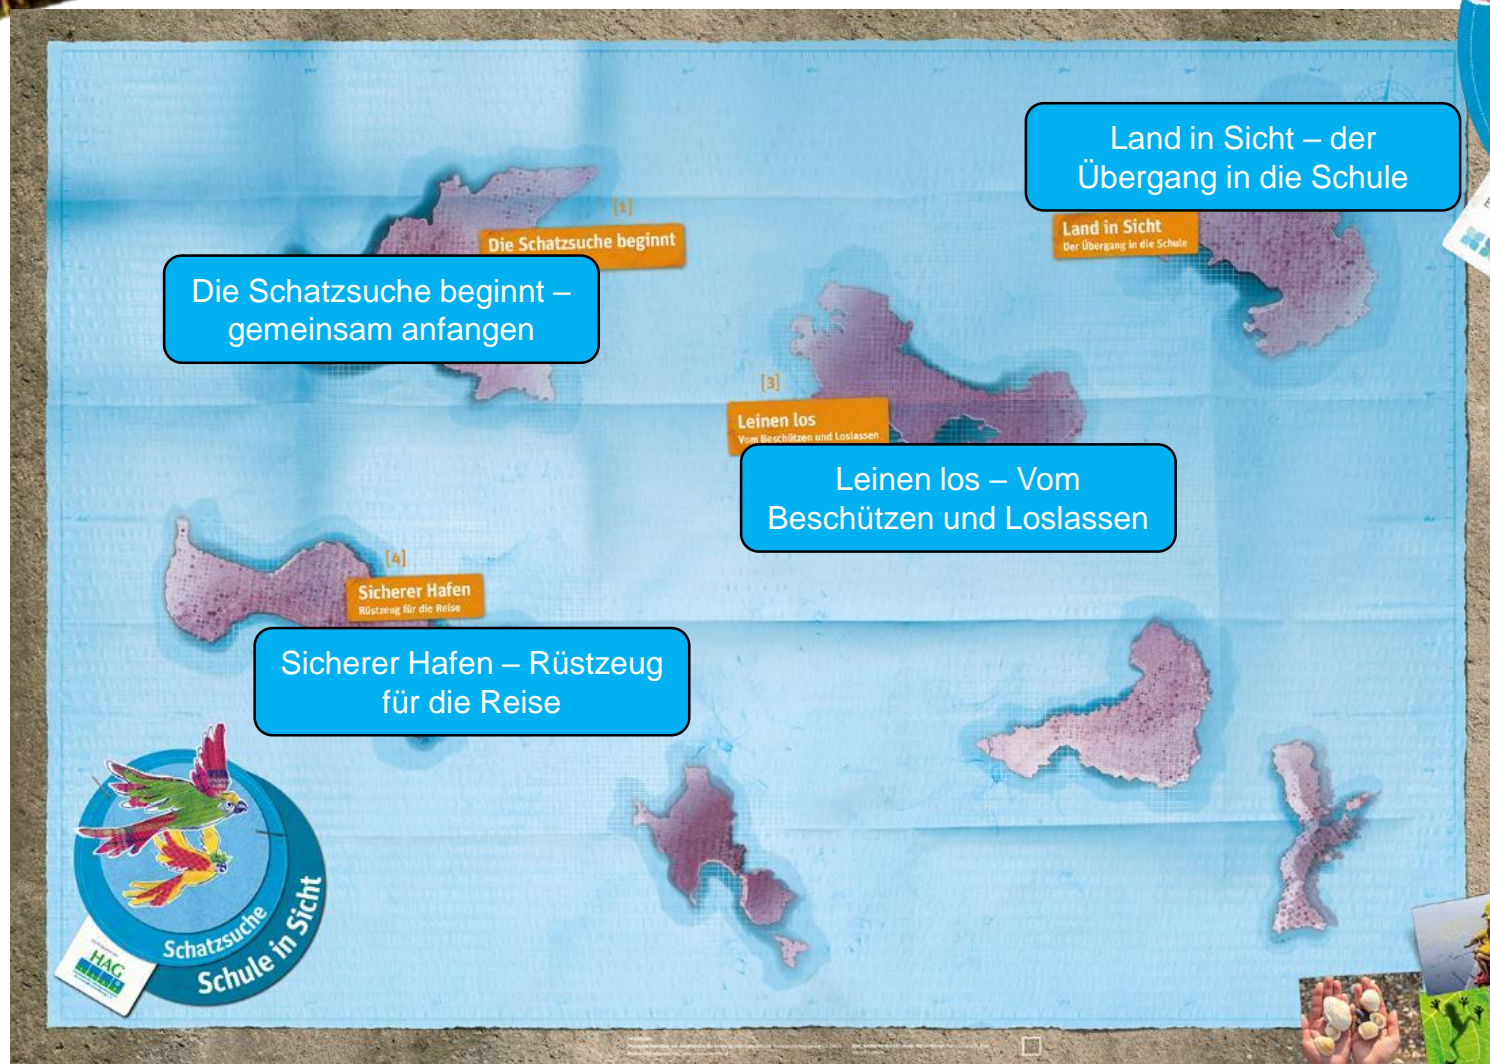 Land in Sicht – der
Übergang in die Schule
[1]
Die Schatzsuche beginnt
Land in Sicht
Der Übergang in die Schule
Die Schatzsuche beginnt –
gemeinsam anfangen
[3]
Leinen los
Vom Beschützen und Loslassen
Leinen los – Vom
Beschützen und Loslassen
[4]
Sicherer Hafen
Rüstzeug für die Reise
Sicherer Hafen – Rüstzeug
für die Reise
Schatzsuche
Schule in Sicht
HAG